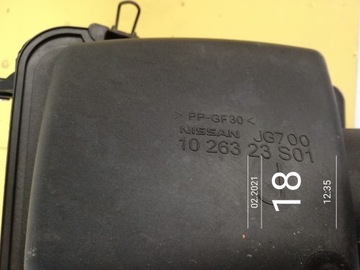 > PP-GF30 <
NISSAN JG700
10 263 23 S01
02.2021
18
12:35